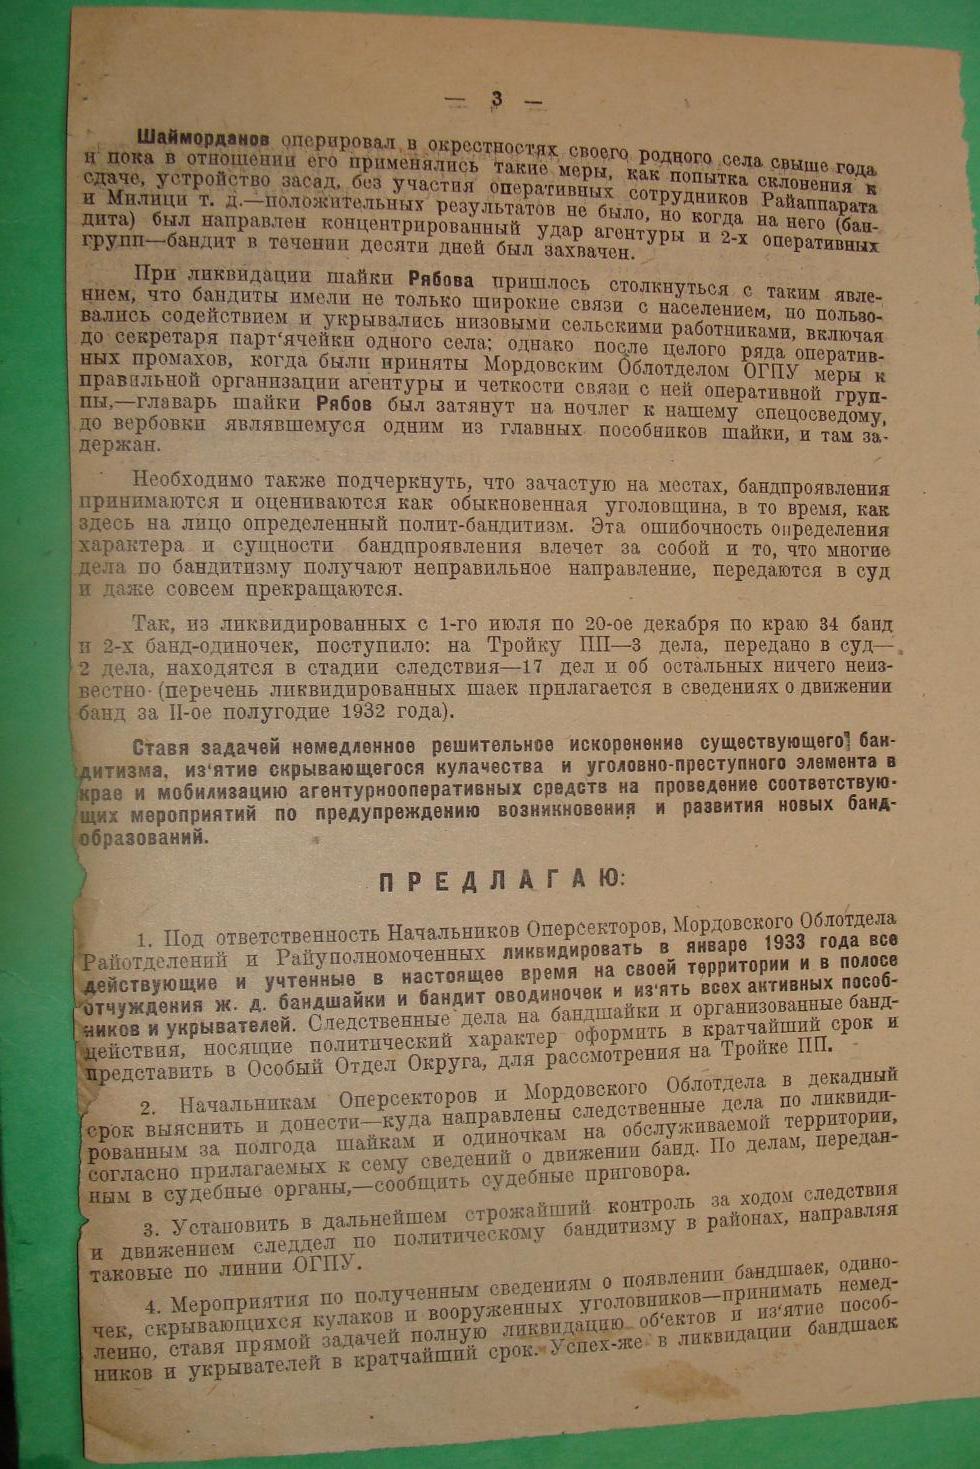 — 3 —
Шайморданов оперировал в окрестностях своего родного села свыше года
и пока в отношении его применялись такие меры, как попытка склонения к
сдаче, устройство засад, без участия оперативных сотрудников Райаппарата
и Милици т. д.—положительных результатов не было, но когда на него (бан-
дита) был направлен концентрированный удар агентуры и 2-х оперативных
групп—бандит в течении десяти дней был захвачен.
При ликвидации шайки Рябова пришлось столкнуться с таким явле-
нием, что бандиты имели не только широкие связи с населением, но пользо-
вались содействием и укрывались низовыми сельскими работниками, включая
до секретаря парт‘ячейки одного села; однако после целого ряда оператив-
ных промахов, когда были приняты Мордовским Облотделом ОГПУ меры к
правильной организации агентуры и четкости связи с ней оперативной груп-
пы,—главарь шайки Рябов был затянут на ночлег к нашему спецосведому,
до вербовки являвшемуся одним из главных пособников шайки, и там за-
держан.
Необходимо также подчеркнуть, что зачастую на местах, бандпроявления
принимаются и оцениваются как обыкновенная уголовщина, в то время, как
здесь на лицо определенный полит-бандитизм. Эта ошибочность определения
характера и сущности бандпроявления влечет за собой и то, что многие
дела по бандитизму получают неправильное направление, передаются в суд
и даже совсем прекращаются.
Так, из ликвидированных с 1-го июля по 20-ое декабря по краю 34 банд
и 2-х банд-одиночек, поступило: на Тройку ПП—3 дела, передано в суд—
2 дела, находятся в стадии следствия—17 дел и об остальных ничего неиз-
вестно (перечень ликвидированных шаек прилагается в сведениях о движении
банд за II-ое полугодие 1932 года).
Ставя задачей немедленное решительное искоренение существующего бан-
дитизма, из‘ятие скрывающегося кулачества и уголовно-преступного элемента в
крае и мобилизацию агентурнооперативных средств на проведение соответствую-
щих мероприятий по предупреждению возникновения и развития новых банд-
образований.
ПРЕДЛАГАЮ:
1. Под ответственность Начальников Оперсекторов, Мордовского Облотдела
Райотделений и Райуполномоченных ликвидировать в январе 1933 года все
действующие и учтенные в настоящее время на своей территории и в полосе
отчуждения ж. д. бандшайки и бандит оводиночек и из‘ять всех активных пособ-
ников и укрывателей. Следственные дела на бандшайки и организованные банд-
действия, носящие политический характер оформить в кратчайший срок и
представить в Особый Отдел Округа, для рассмотрения на Тройке ПП.
2. Начальникам Оперсекторов и Мордовского Облотдела в декадный
срок выяснить и донести—куда направлены следственные дела по ликвиди-
рованным за полгода шайкам и одиночкам на обслуживаемой территории,
согласно прилагаемых к сему сведений о движении банд. По делам, передан-
ным в судебные органы,—сообщить судебные приговора.
3. Установить в дальнейшем строжайший контроль за ходом следствия
и движением следдел по политическому бандитизму в районах, направляя
таковые по линии ОГПУ.
4. Мероприятия по полученным сведениям о появлении бандшаек, одино-
чек, скрывающихся кулаков и вооруженных уголовников—принимать немед-
ленно, ставя прямой задачей полную ликвидацию об‘ектов и из‘ятие пособ-
ников и укрывателей в кратчайший срок. Успех-же в ликвидации бандшаек